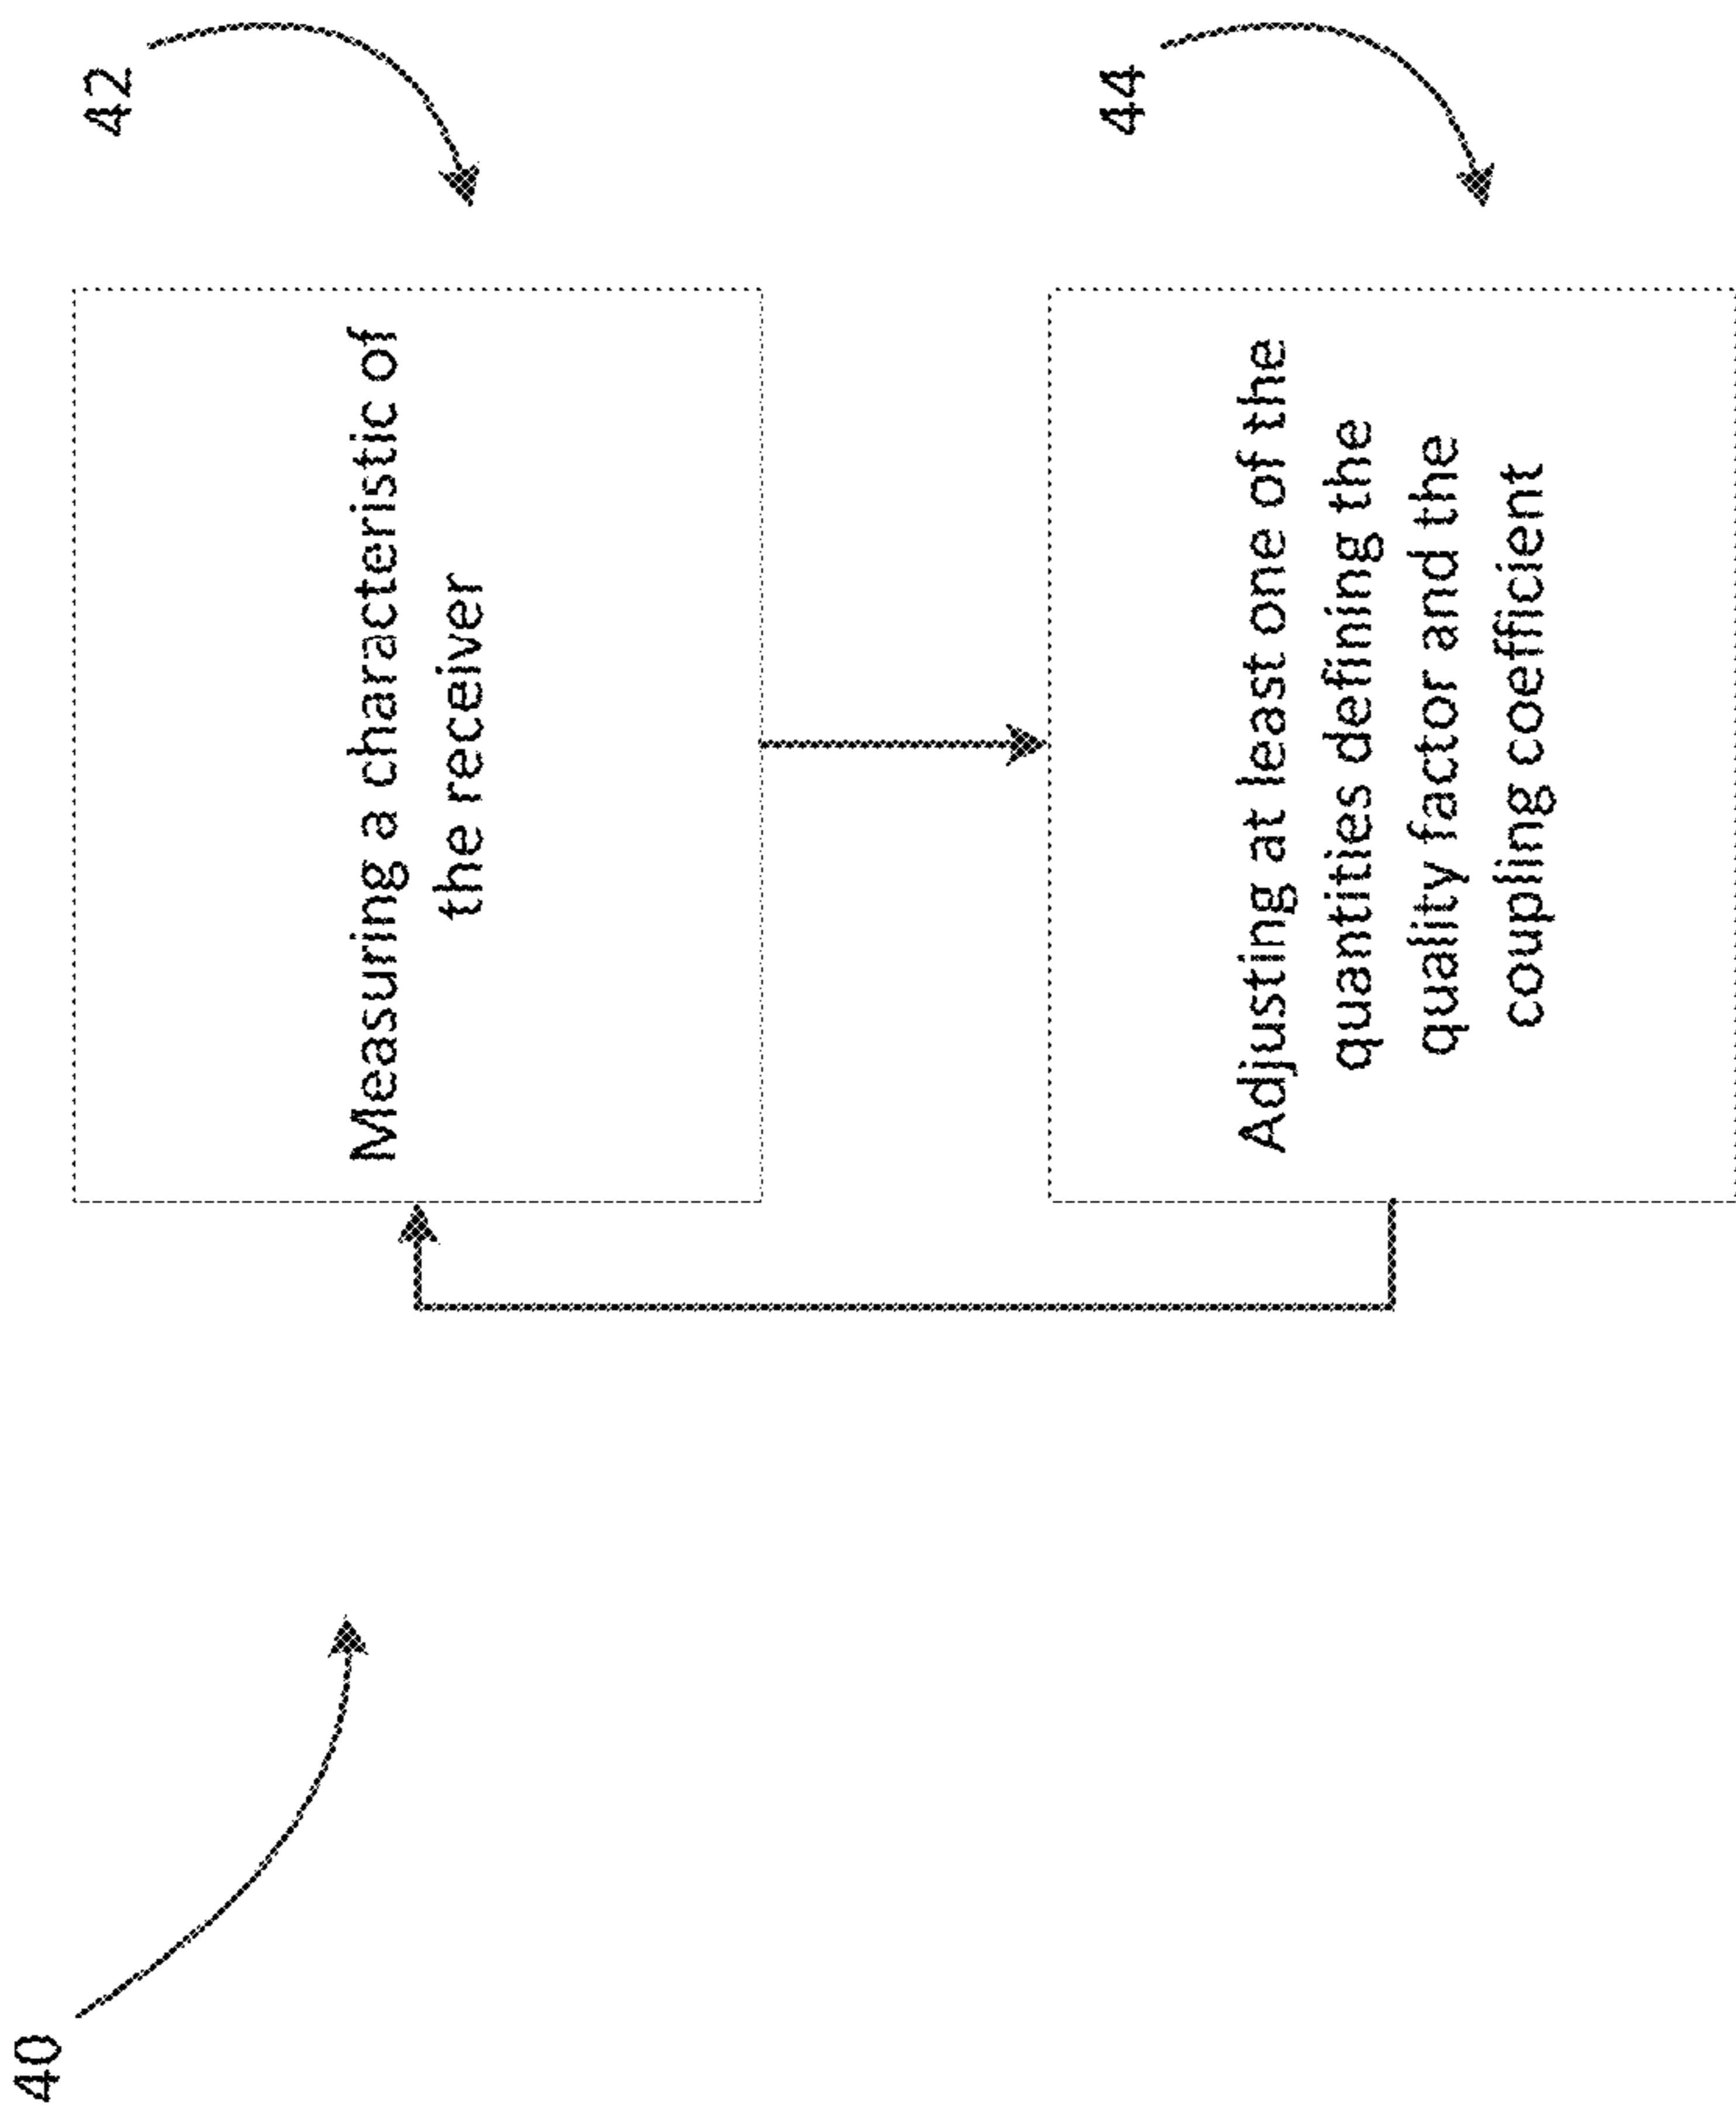 40
42
Measuring a characteristic of
the receiver
44
Adjusting at least one of the
quantities defining the
quality factor and the
coupling coefficient